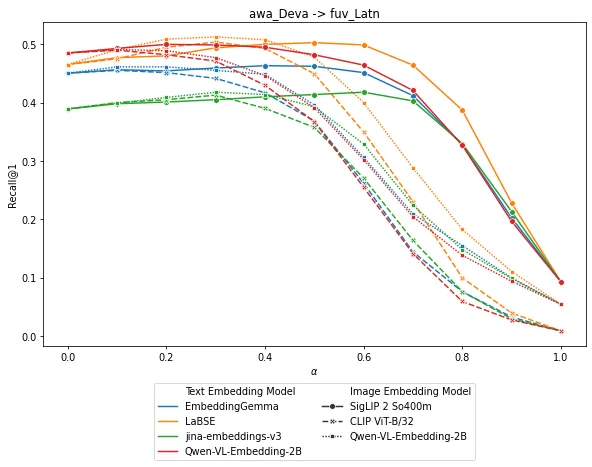 awa_Deva -> fuv_Latn
Recall@1
0.5
0.4
0.3
0.2
0.1
0.0
0.0 0.2 0.4 0.6 0.8 1.0
α
Text Embedding Model
EmbeddingGemma
LaBSE
jina-embeddings-v3
Qwen-VL-Embedding-2B
Image Embedding Model
SigLIP 2 So400m
CLIP ViT-B/32
Qwen-VL-Embedding-2B